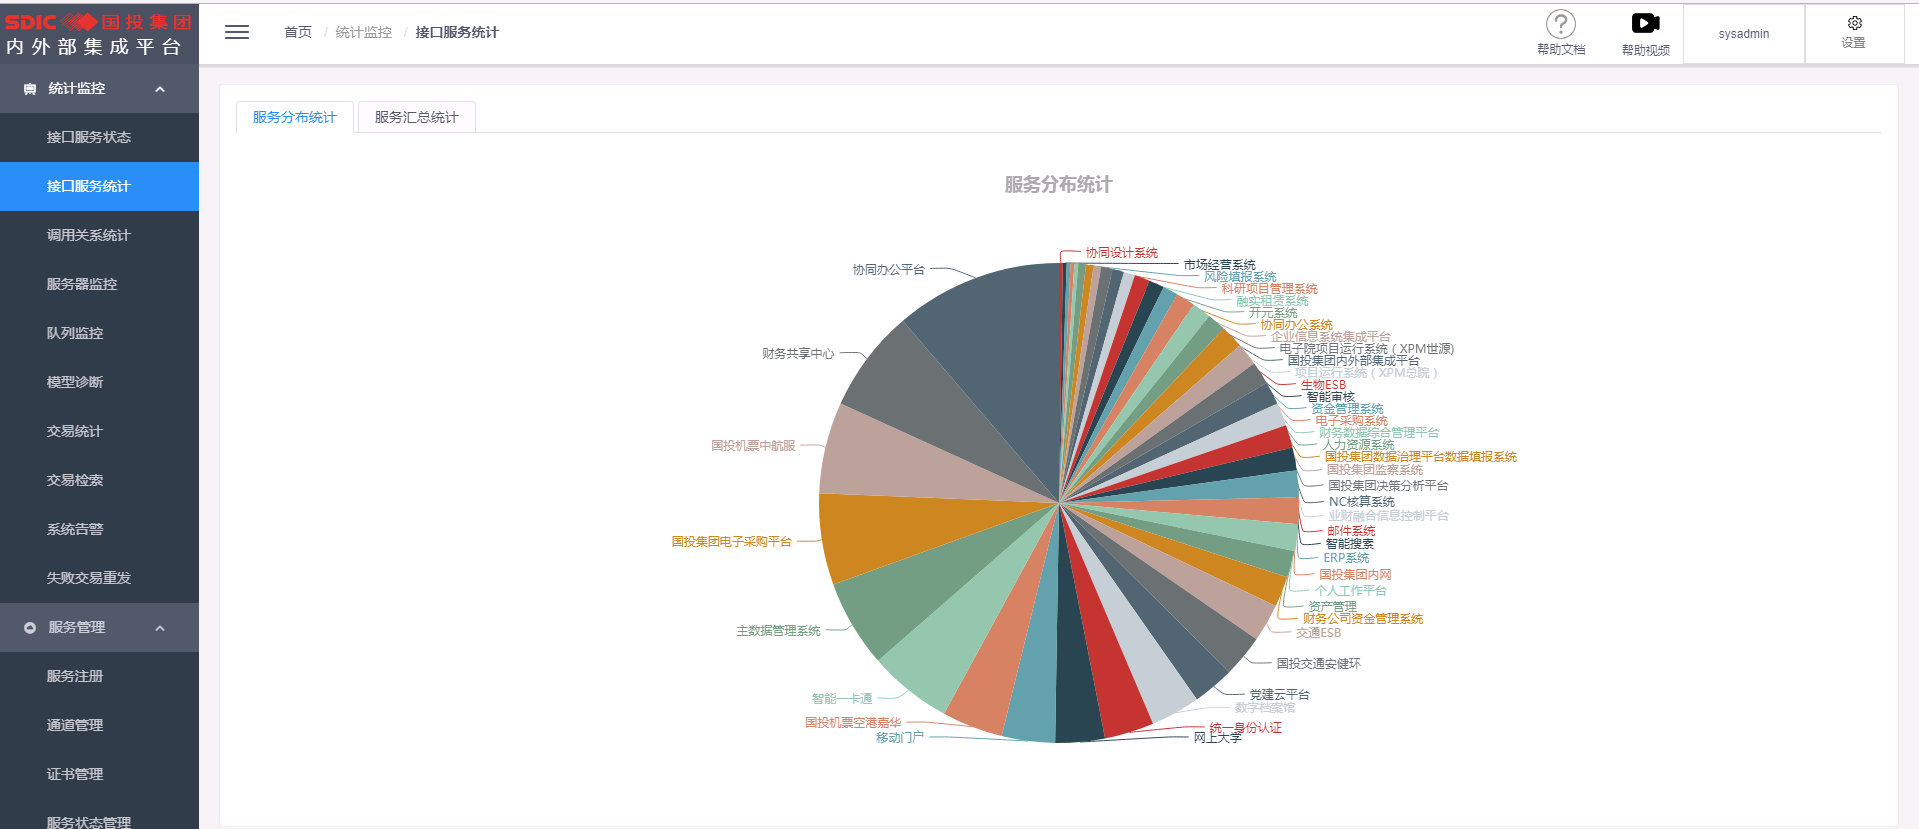 SDIC 国投集团
内外部集成平台
首页 / 统计监控 / 接口服务统计
帮助文档
帮助视频
sysadmin
设置
统计监控
接口服务状态
接口服务统计
调用关系统计
服务器监控
队列监控
模型诊断
交易统计
交易检索
系统告警
失败交易重发
服务管理
服务注册
通道管理
证书管理
服务状态管理
服务分布统计
服务汇总统计
服务分布统计
协同设计系统
市场经营系统
风险填报系统
科研项目管理系统
融实租赁系统
开元系统
协同办公系统
企业信息系统集成平台
电子院项目运行系统（XPM世源)
国投集团内外部集成平台
项目运行系统（XPM总院）
生物ESB
智能审核
资金管理系统
电子采购系统
财务数据综合管理平台
人力资源系统
国投集团数据治理平台数据填报系统
国投集团监察系统
国投集团决策分析平台
NC核算系统
业财融合信息控制平台
邮件系统
智能搜索
ERP系统
国投集团内网
个人工作平台
资产管理
财务公司资金管理系统
交通ESB
国投交通安健环
党建云平台
数字档案馆
统一身份认证
网上大学
移动门户
国投机票空港嘉华
智能一卡通
主数据管理系统
国投集团电子采购平台
国投机票中航服
财务共享中心
协同办公平台